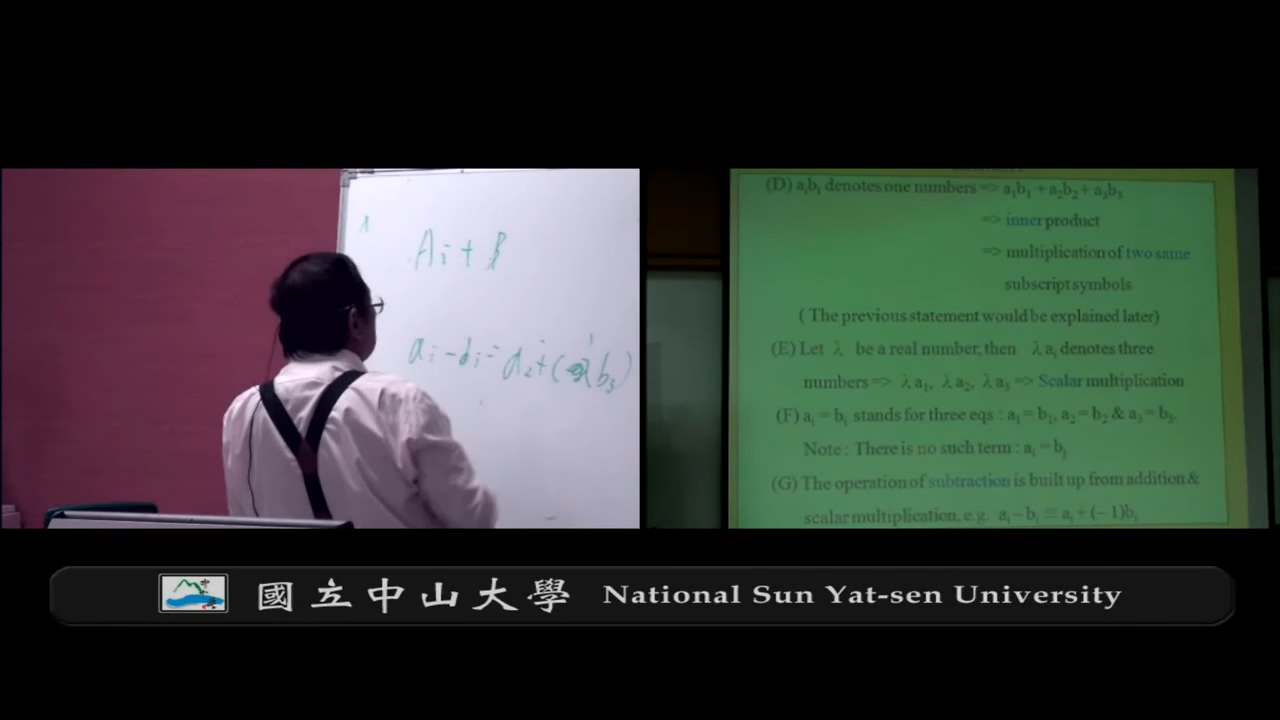 Ai + B
ai - bi =
(D) aᵢbᵢ denotes one numbers => a₁b₁ + a₂b₂ + a₃b₃
=> inner product
=> multiplication of two same
subscript symbols
( The previous statement would be explained later)
(E) Let λ be a real number, then λ aᵢ denotes three
numbers => λ a₁, λ a₂, λ a₃ => Scalar multiplication
(F) aᵢ = bᵢ stands for three eqs : a₁ = b₁, a₂ = b₂ & a₃ = b₃.
Note : There is no such term : aᵢ = bⱼ
(G) The operation of subtraction is built up from addition &
scalar multiplication, e.g. aᵢ - bᵢ ≡ aᵢ + (-1)bᵢ
國立中山大學 National Sun Yat-sen University